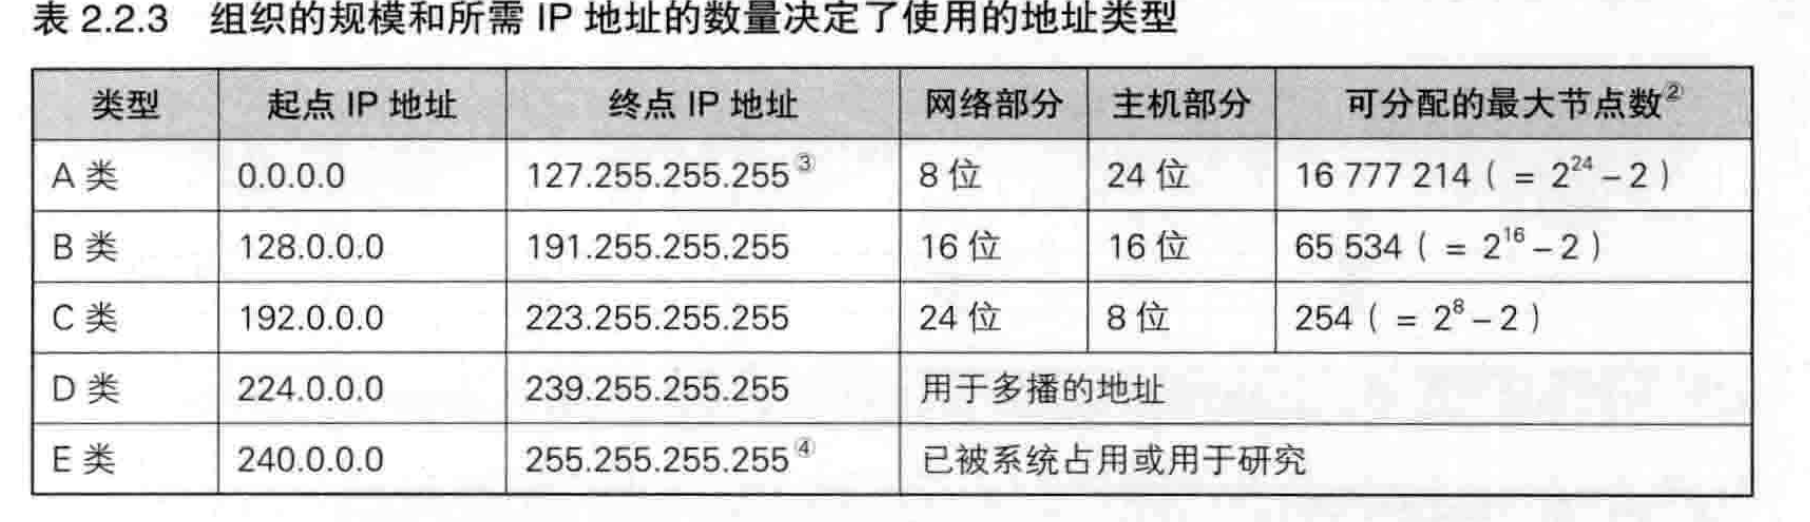 表 2.2.3 组织的规模和所需 IP 地址的数量决定了使用的地址类型
类型 起点 IP 地址 终点 IP 地址 网络部分 主机部分 可分配的最大节点数②
A 类 0.0.0.0 127.255.255.255③ 8 位 24 位 16 777 214 ( = 2²⁴ – 2 )
B 类 128.0.0.0 191.255.255.255 16 位 16 位 65 534 ( = 2¹⁶ – 2 )
C 类 192.0.0.0 223.255.255.255 24 位 8 位 254 ( = 2⁸ – 2 )
D 类 224.0.0.0 239.255.255.255 用于多播的地址
E 类 240.0.0.0 255.255.255.255④ 已被系统占用或用于研究